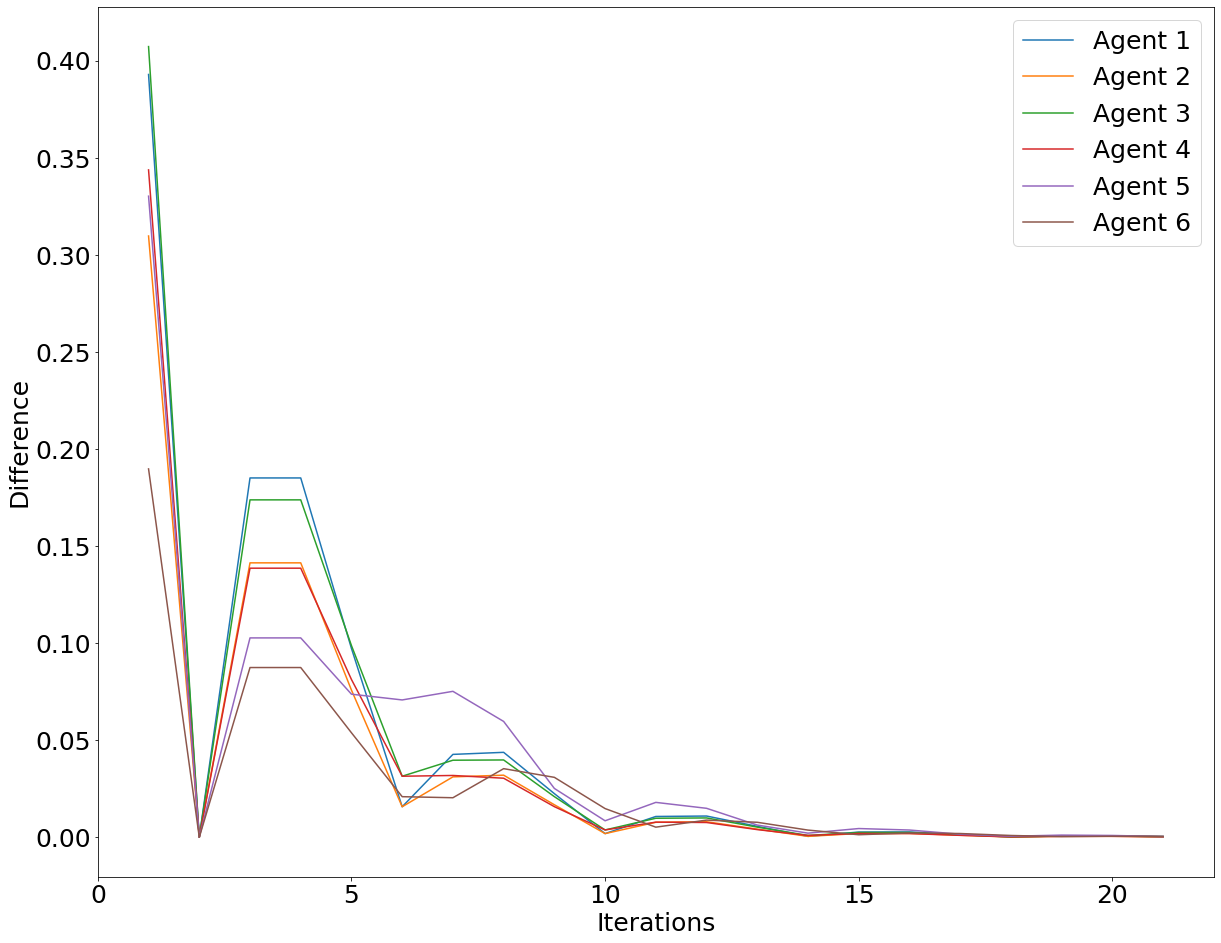 Agent 1
Agent 2
Agent 3
Agent 4
Agent 5
Agent 6
0.40
0.35
0.30
0.25
0.20
0.15
0.10
0.05
0.00
Difference
0 5 10 15 20
Iterations